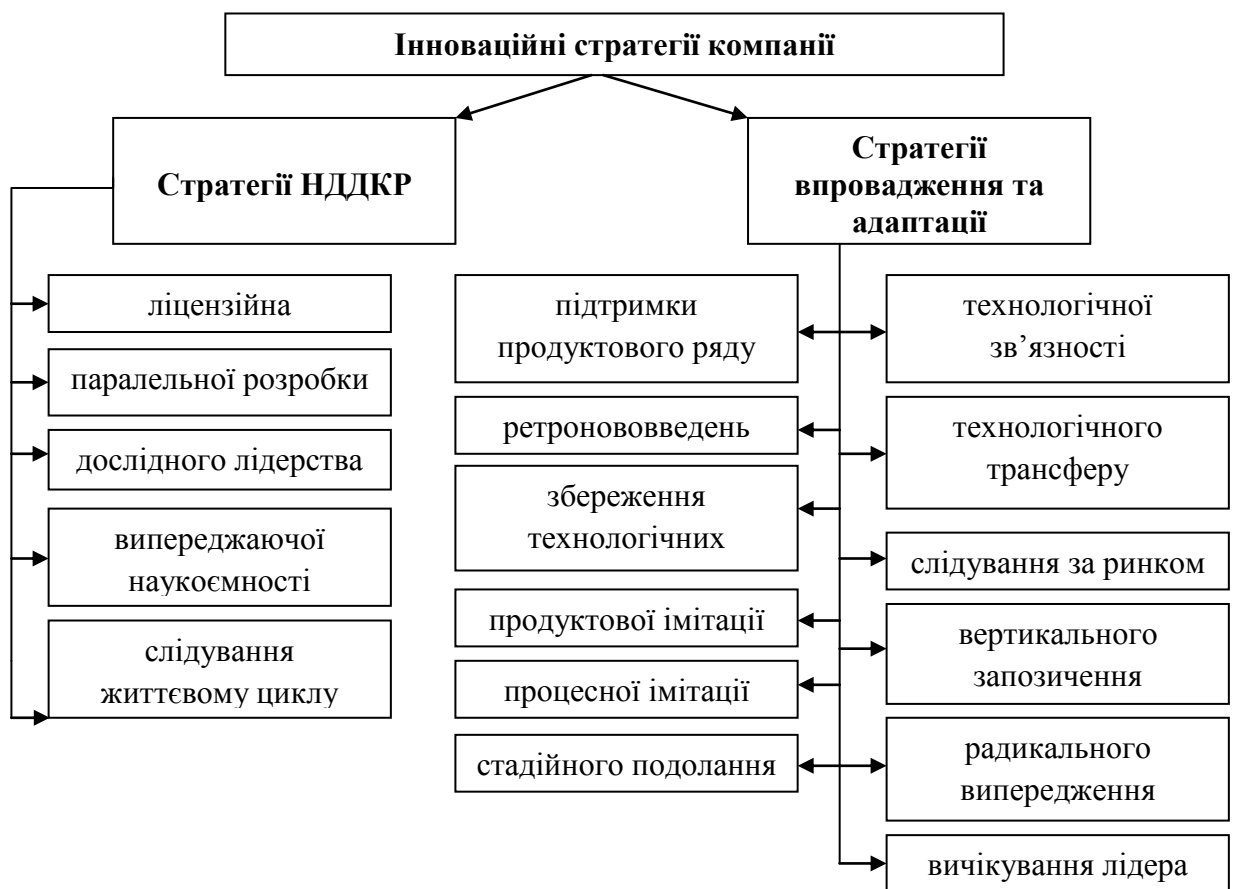 Інноваційні стратегії компанії
Стратегії НДДКР
Стратегії
впровадження та
адаптації
ліцензійна
паралельної розробки
дослідного лідерства
випереджаючої
наукоємності
слідування
життєвому циклу
підтримки
продуктового ряду
ретронововведень
збереження
технологічних
продуктової імітації
процесної імітації
стадійного подолання
технологічної
зв’язності
технологічного
трансферу
слідування за ринком
вертикального
запозичення
радикального
випередження
вичікування лідера